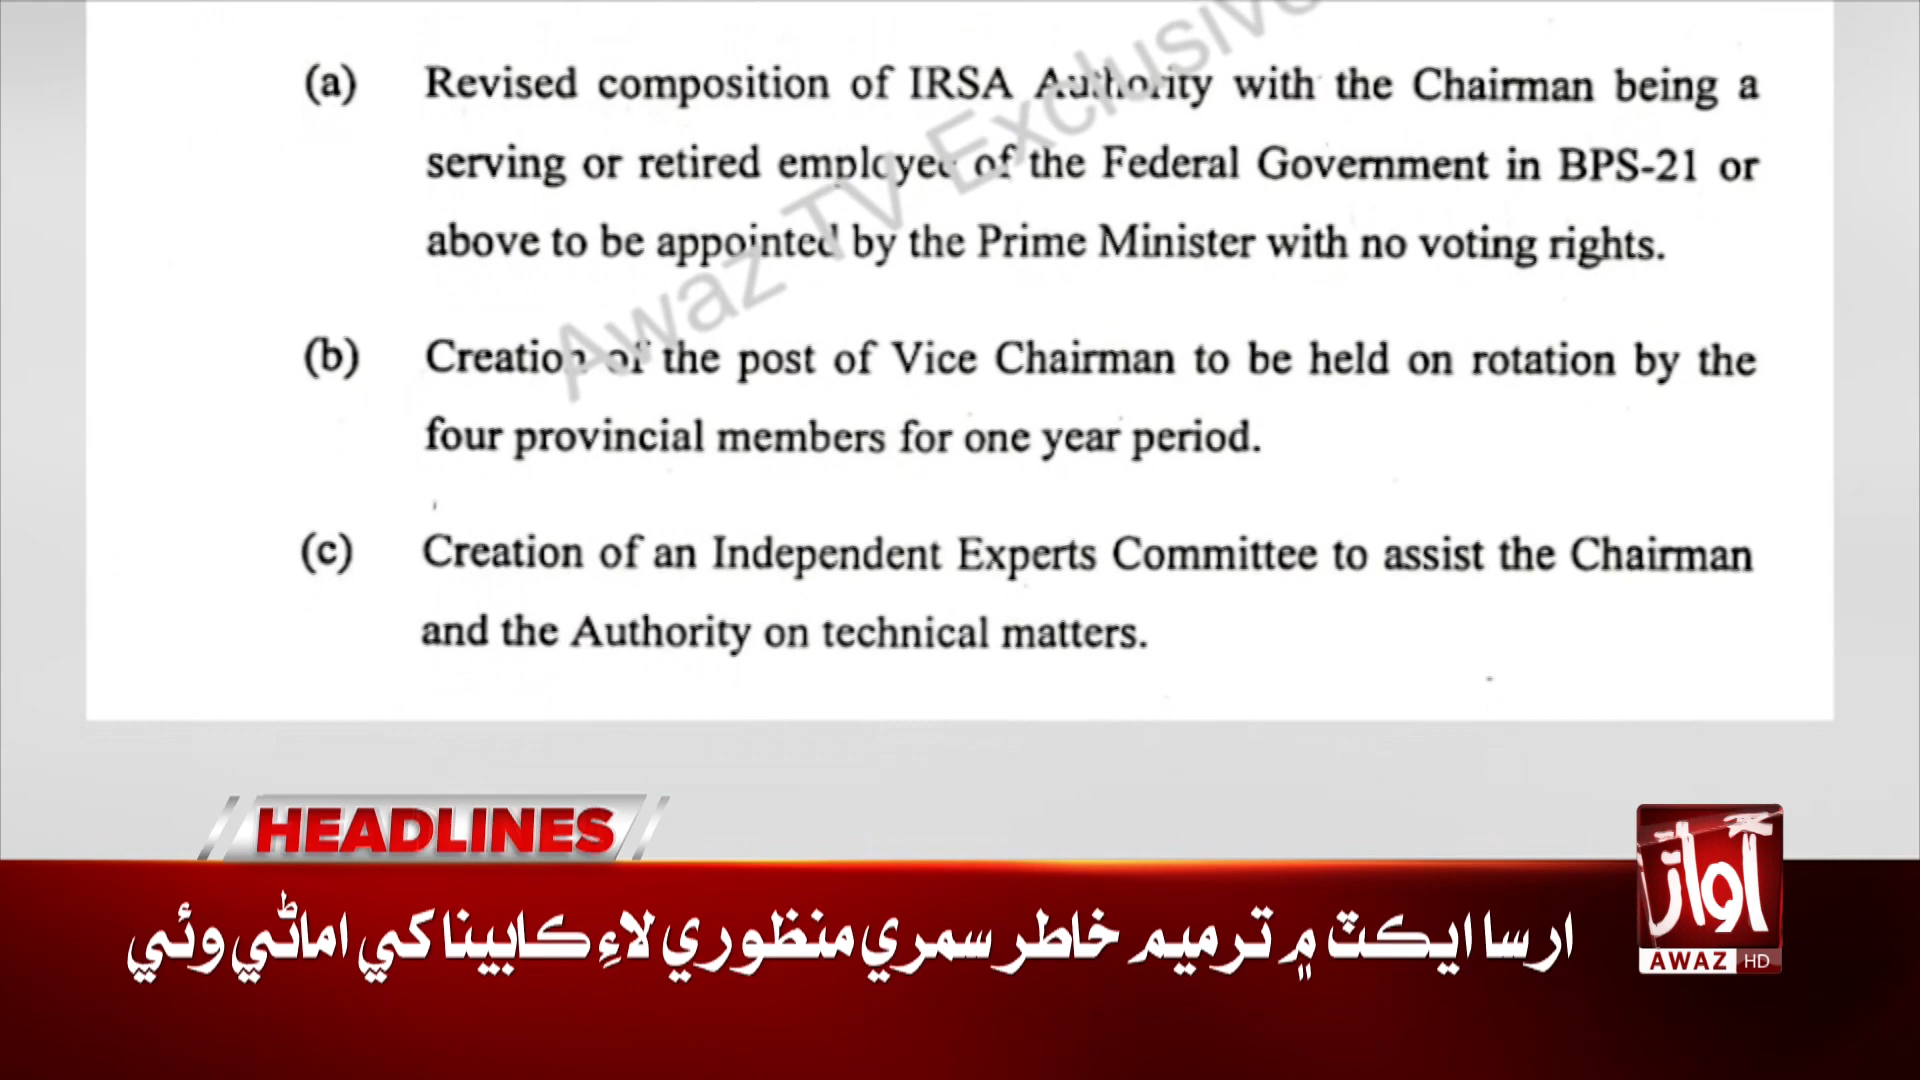 (a) Revised composition of IRSA Authority with the Chairman being a
serving or retired employee of the Federal Government in BPS-21 or
above to be appointed by the Prime Minister with no voting rights.
(b) Creation of the post of Vice Chairman to be held on rotation by the
four provincial members for one year period.
(c) Creation of an Independent Experts Committee to assist the Chairman
and the Authority on technical matters.
Awaz TV Exclusive
HEADLINES
ارسا ايڪٽ ۾ ترميم خاطر سمري منظوري لاءِ ڪابينا کي اماڻي وئي
آواز
AWAZ HD